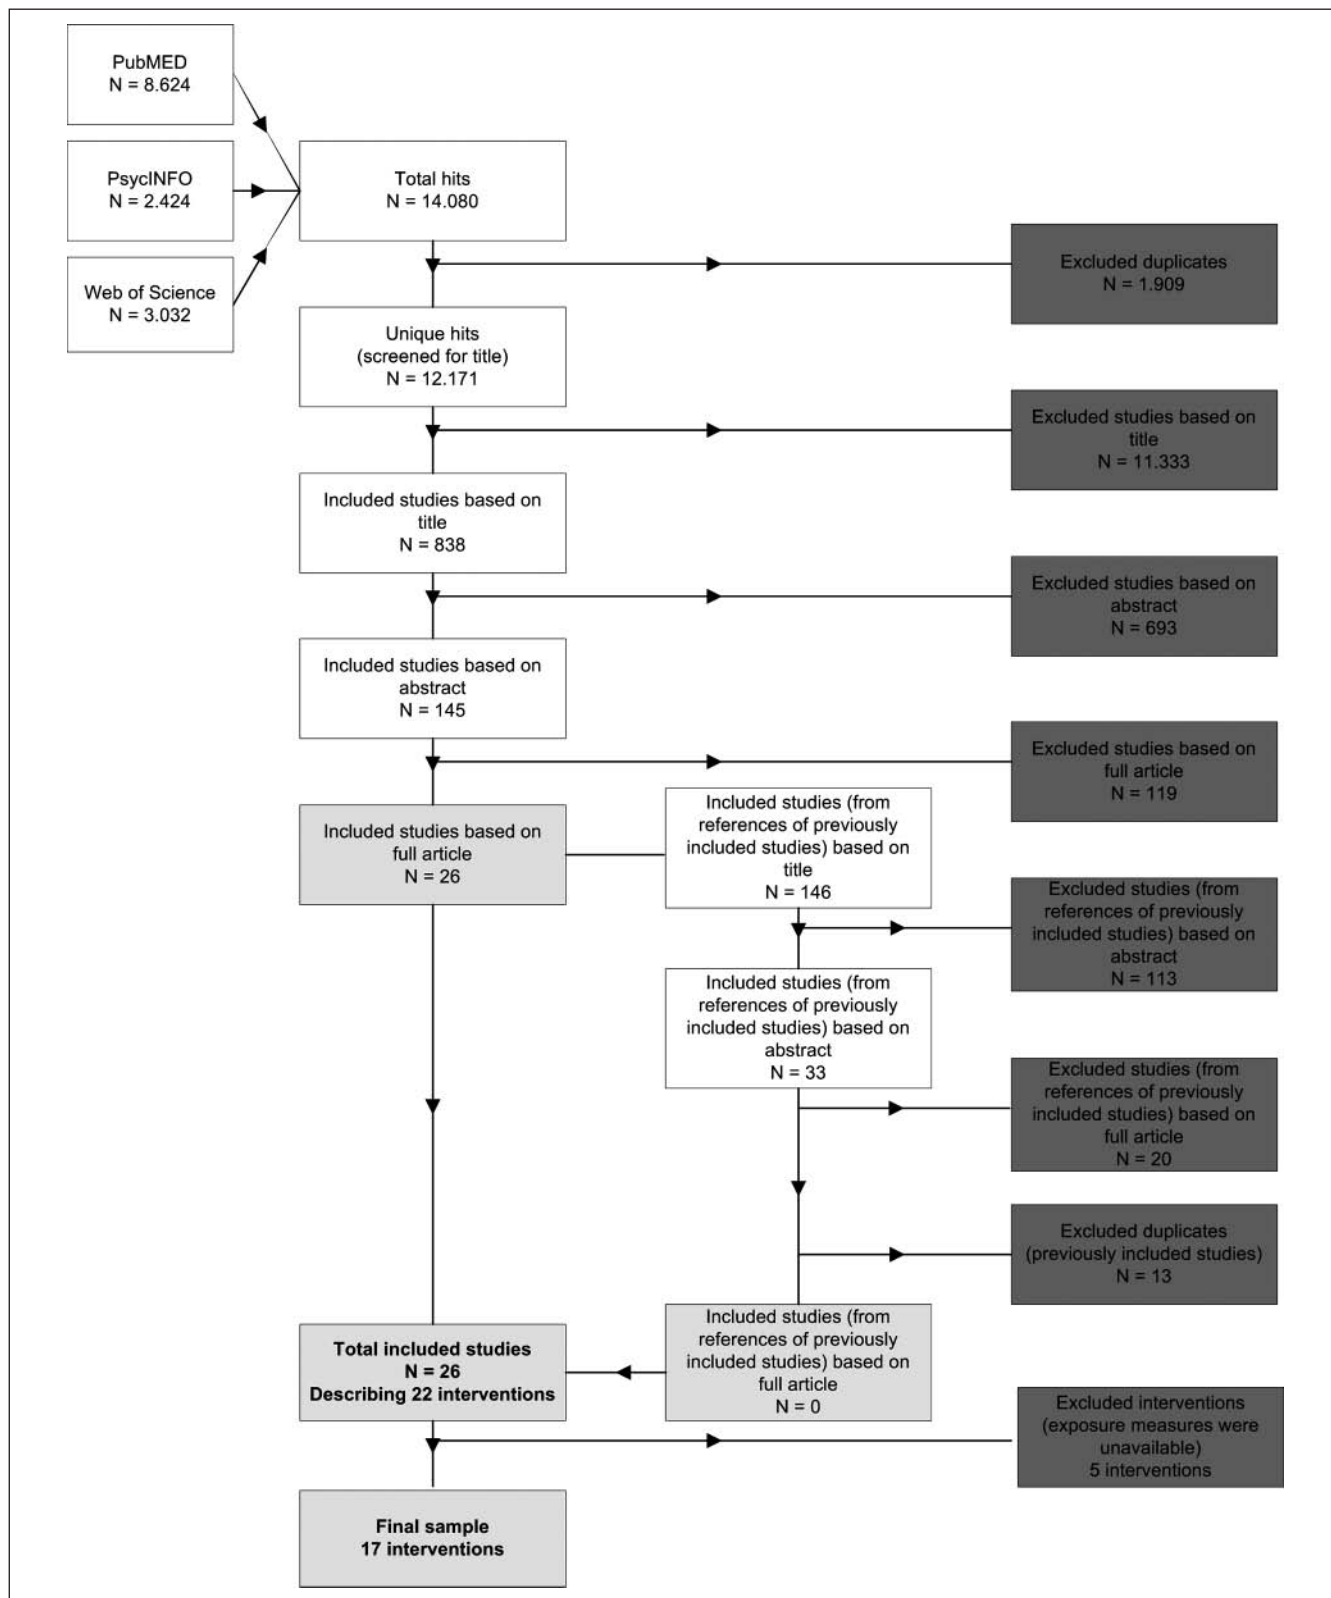 PubMED
N = 8.624
PsycINFO
N = 2.424
Web of Science
N = 3.032
Total hits
N = 14.080
Excluded duplicates
N = 1.909
Unique hits
(screened for title)
N = 12.171
Excluded studies based on
title
N = 11.333
Included studies based on
title
N = 838
Excluded studies based on
abstract
N = 693
Included studies based on
abstract
N = 145
Excluded studies based on
full article
N = 119
Included studies based on
full article
N = 26
Included studies (from
references of previously
included studies) based on
title
N = 146
Excluded studies (from
references of previously
included studies) based on
abstract
N = 113
Included studies (from
references of previously
included studies) based on
abstract
N = 33
Excluded studies (from
references of previously
included studies) based on
full article
N = 20
Excluded duplicates
(previously included studies)
N = 13
Included studies (from
references of previously
included studies) based on
full article
N = 0
Total included studies
N = 26
Describing 22 interventions
Excluded interventions
(exposure measures were
unavailable)
5 interventions
Final sample
17 interventions